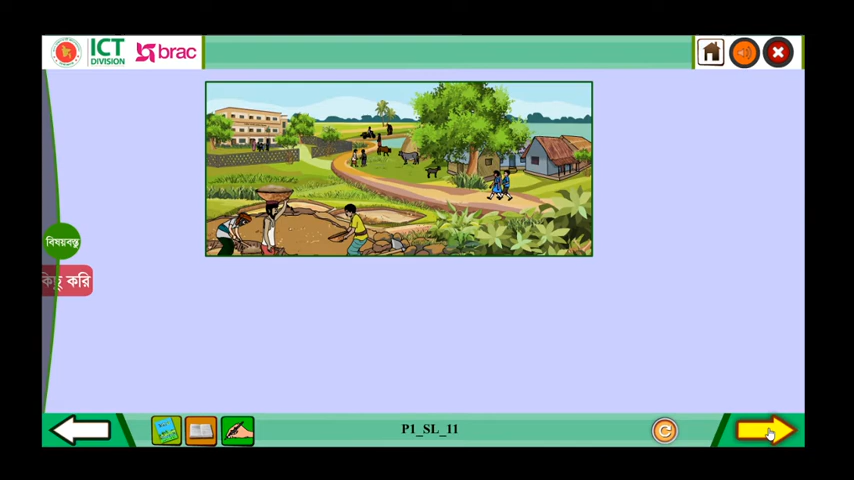 ICT
DIVISION
brac
বিষয়বস্তু
কিছু করি
P1_SL_11